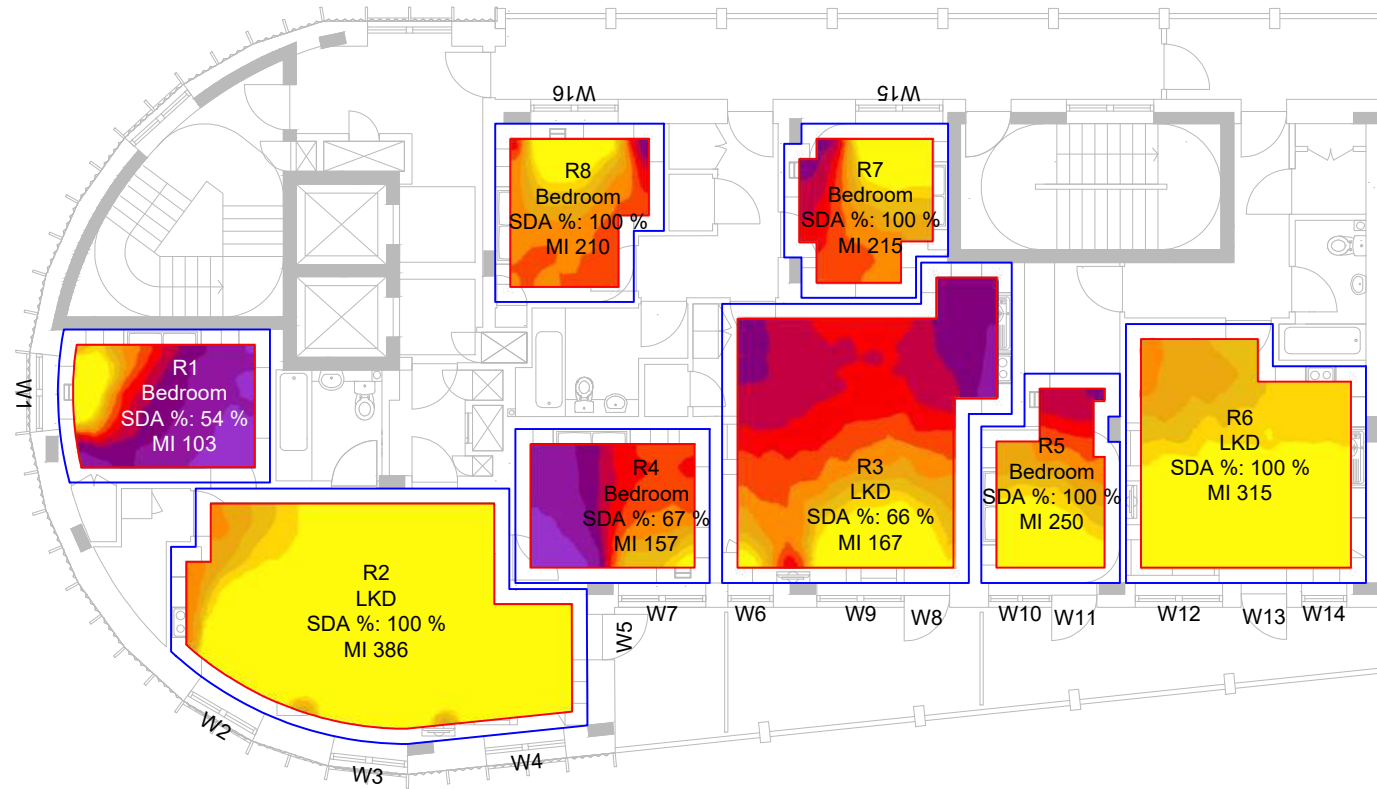 W16
W15
R8
Bedroom
SDA %: 100 %
MI 210
R7
Bedroom
SDA %: 100 %
MI 215
W1
R1
Bedroom
SDA %: 54 %
MI 103
R4
Bedroom
SDA %: 67 %
MI 157
R3
LKD
SDA %: 66 %
MI 167
R5
Bedroom
SDA %: 100 %
MI 250
R6
LKD
SDA %: 100 %
MI 315
R2
LKD
SDA %: 100 %
MI 386
W5
W7
W6
W9
W8
W10
W11
W12
W13
W14
W2
W3
W4